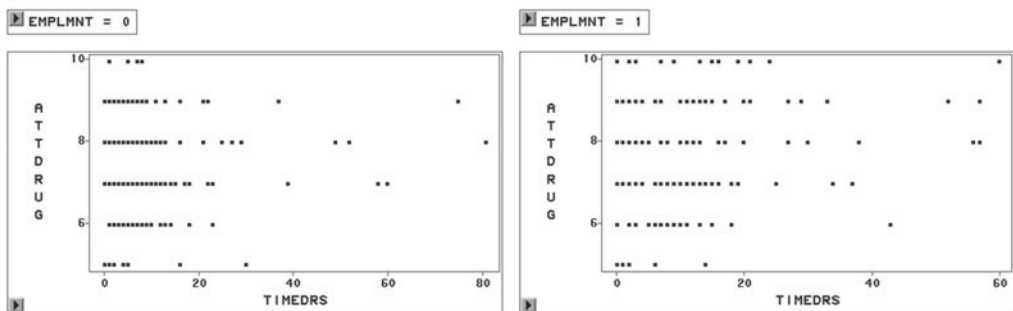 EMPLMNT = 0
10
8
6
ATTDRUG
0 20 40 60 80
TIMEDRS
EMPLMNT = 1
10
8
6
ATTDRUG
0 20 40 60
TIMEDRS